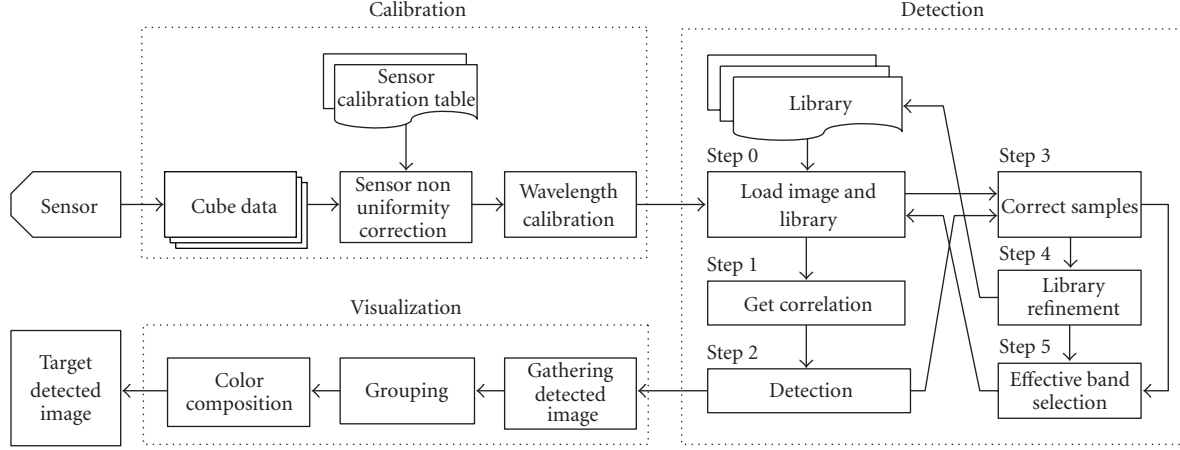 Calibration
Detection
Sensor
calibration table
Library
Step 0
Step 3
Sensor
Cube data
Sensor non
uniformity
correction
Wavelength
calibration
Load image and
library
Correct samples
Step 1
Step 4
Get correlation
Library
refinement
Visualization
Step 2
Step 5
Target
detected
image
Color
composition
Grouping
Gathering
detected
image
Detection
Effective band
selection